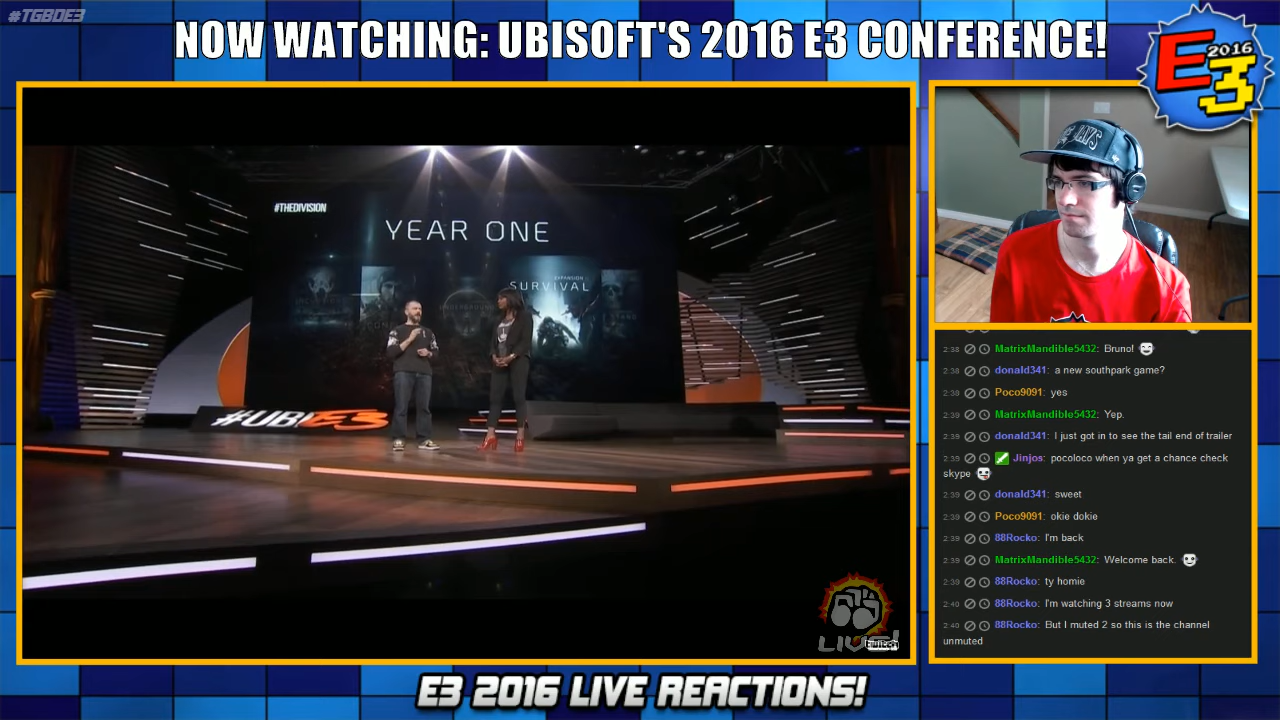 #TGBDE3
NOW WATCHING: UBISOFT'S 2016 E3 CONFERENCE!
E3 2016
#THEDIVISION
YEAR ONE
UNDERGROUND
EXPANSION
SURVIVAL
#UBIE3
LIVE!
twitch
2:38 MatrixMandible5432: Bruno!
2:38 donald341: a new southpark game?
2:39 Poco9091: yes
2:39 MatrixMandible5432: Yep.
2:39 donald341: I just got in to see the tail end of trailer
2:39 Jinjos: pocoloco when ya get a chance check
skype
2:39 donald341: sweet
2:39 Poco9091: okie dokie
2:39 88Rocko: I'm back
2:39 MatrixMandible5432: Welcome back.
2:39 88Rocko: ty homie
2:40 88Rocko: I'm watching 3 streams now
2:40 88Rocko: But I muted 2 so this is the channel
unmuted
E3 2016 LIVE REACTIONS!